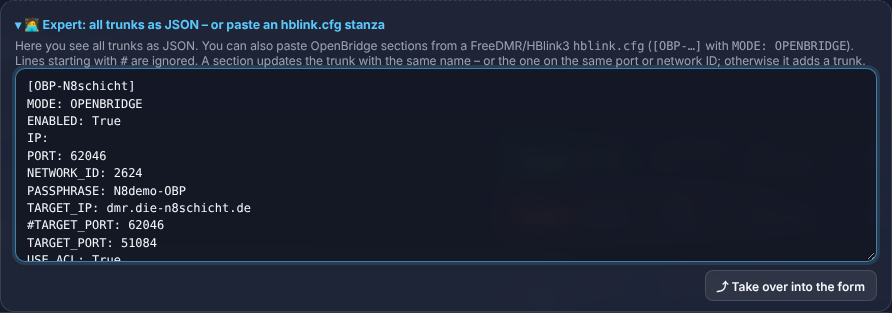 ▾ 🧑‍💻 Expert: all trunks as JSON – or paste an hblink.cfg stanza
Here you see all trunks as JSON. You can also paste OpenBridge sections from a FreeDMR/HBlink3 hblink.cfg ([OBP-…] with MODE: OPENBRIDGE).
Lines starting with # are ignored. A section updates the trunk with the same name – or the one on the same port or network ID; otherwise it adds a trunk.
[OBP-N8schicht]
MODE: OPENBRIDGE
ENABLED: True
IP:
PORT: 62046
NETWORK_ID: 2624
PASSPHRASE: N8demo-OBP
TARGET_IP: dmr.die-n8schicht.de
#TARGET_PORT: 62046
TARGET_PORT: 51084
USE_ACL: True
⤴ Take over into the form